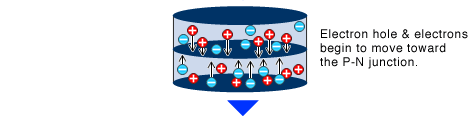 Electron hole & electrons
begin to move toward
the P-N junction.